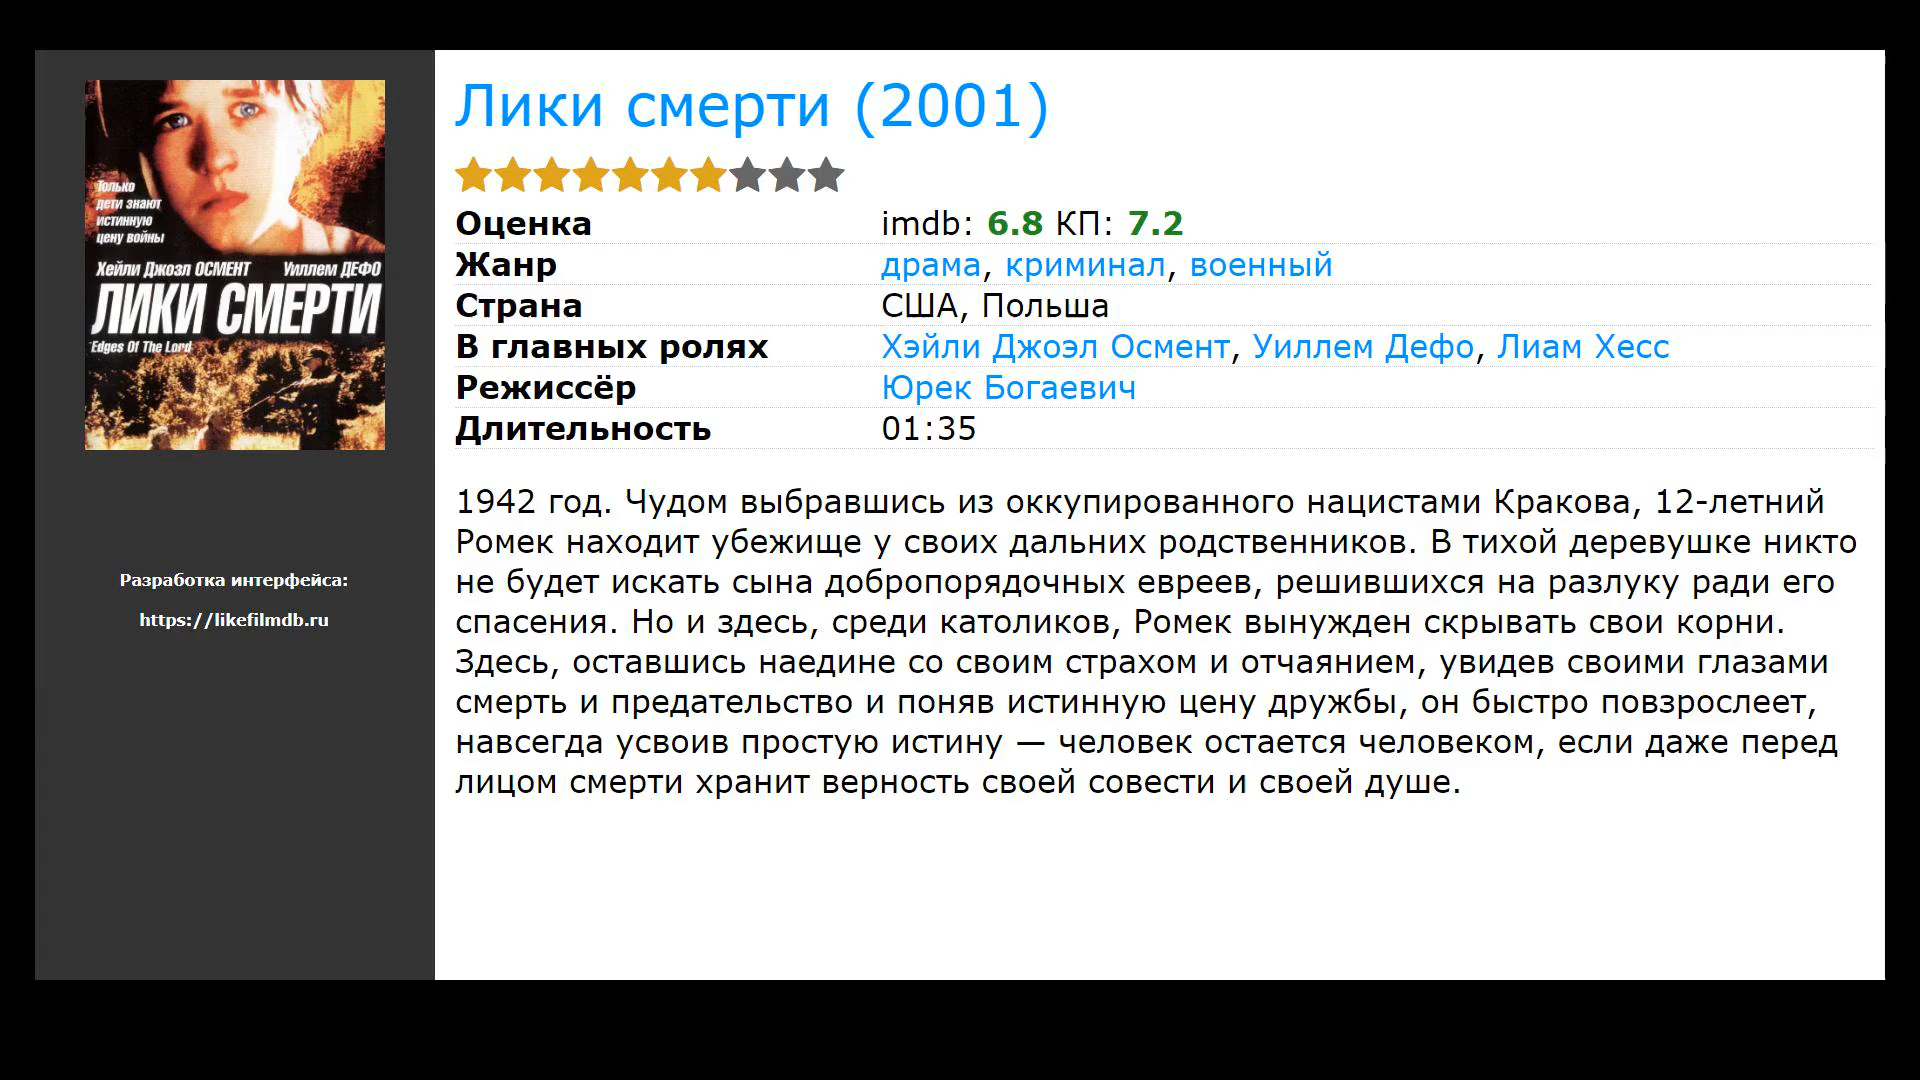 Только
дети знают
истинную
цену войны
Хейли Джоэл ОСМЕНТ Уиллем ДЕФО
ЛИКИ СМЕРТИ
Edges Of The Lord
Разработка интерфейса:
https://likefilmdb.ru
Лики смерти (2001)
Оценка imdb: 6.8 КП: 7.2
Жанр драма, криминал, военный
Страна США, Польша
В главных ролях Хэйли Джоэл Осмент, Уиллем Дефо, Лиам Хесс
Режиссёр Юрек Богаевич
Длительность 01:35
1942 год. Чудом выбравшись из оккупированного нацистами Кракова, 12-летний
Ромек находит убежище у своих дальних родственников. В тихой деревушке никто
не будет искать сына добропорядочных евреев, решившихся на разлуку ради его
спасения. Но и здесь, среди католиков, Ромек вынужден скрывать свои корни.
Здесь, оставшись наедине со своим страхом и отчаянием, увидев своими глазами
смерть и предательство и поняв истинную цену дружбы, он быстро повзрослеет,
навсегда усвоив простую истину — человек остается человеком, если даже перед
лицом смерти хранит верность своей совести и своей душе.